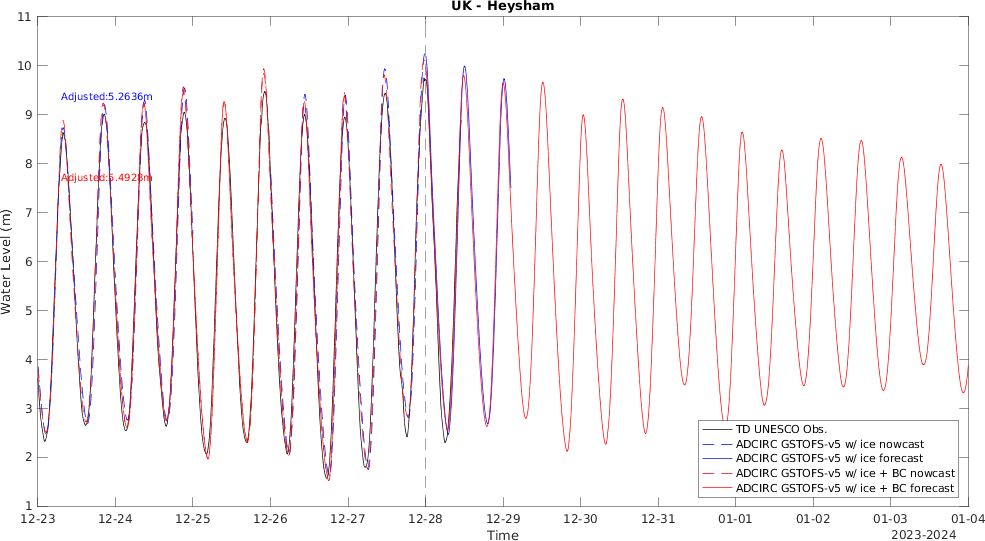 UK - Heysham
11
10
9
8
7
6
5
4
3
2
1
Water Level (m)
Adjusted:5.2636m
Adjusted:5.4928m
TD UNESCO Obs.
ADCIRC GSTOFS-v5 w/ ice nowcast
ADCIRC GSTOFS-v5 w/ ice forecast
ADCIRC GSTOFS-v5 w/ ice + BC nowcast
ADCIRC GSTOFS-v5 w/ ice + BC forecast
12-23 12-24 12-25 12-26 12-27 12-28 12-29 12-30 12-31 01-01 01-02 01-03 01-04
Time
2023-2024